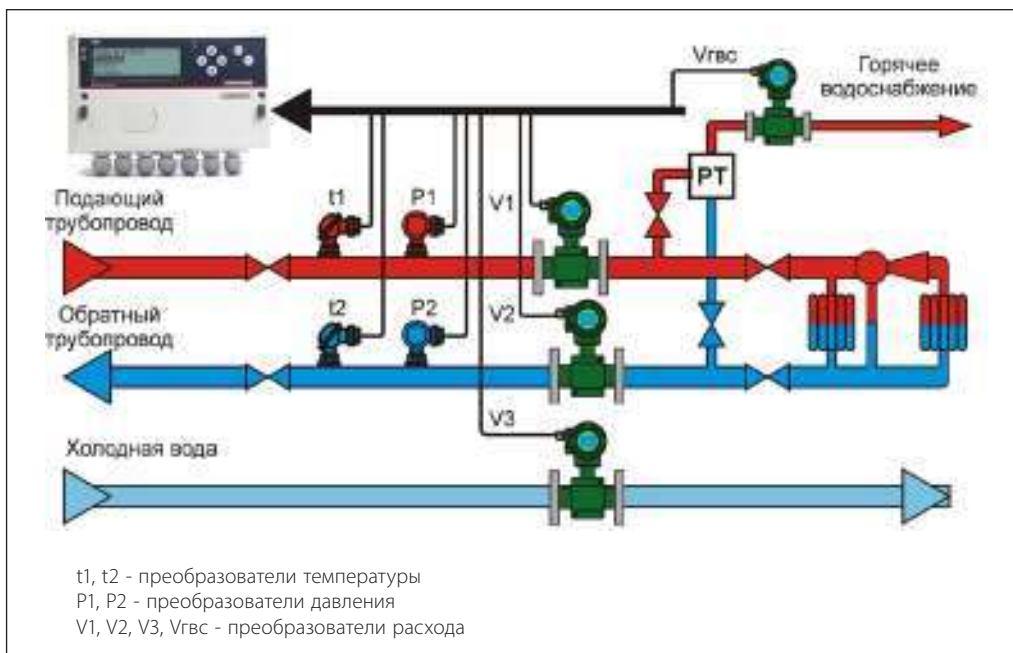 Vгвс
Горячее
водоснабжение
РТ
Подающий
трубопровод
t1
P1
V1
Обратный
трубопровод
t2
P2
V2
V3
Холодная вода
t1, t2 - преобразователи температуры
P1, P2 - преобразователи давления
V1, V2, V3, Vгвс - преобразователи расхода